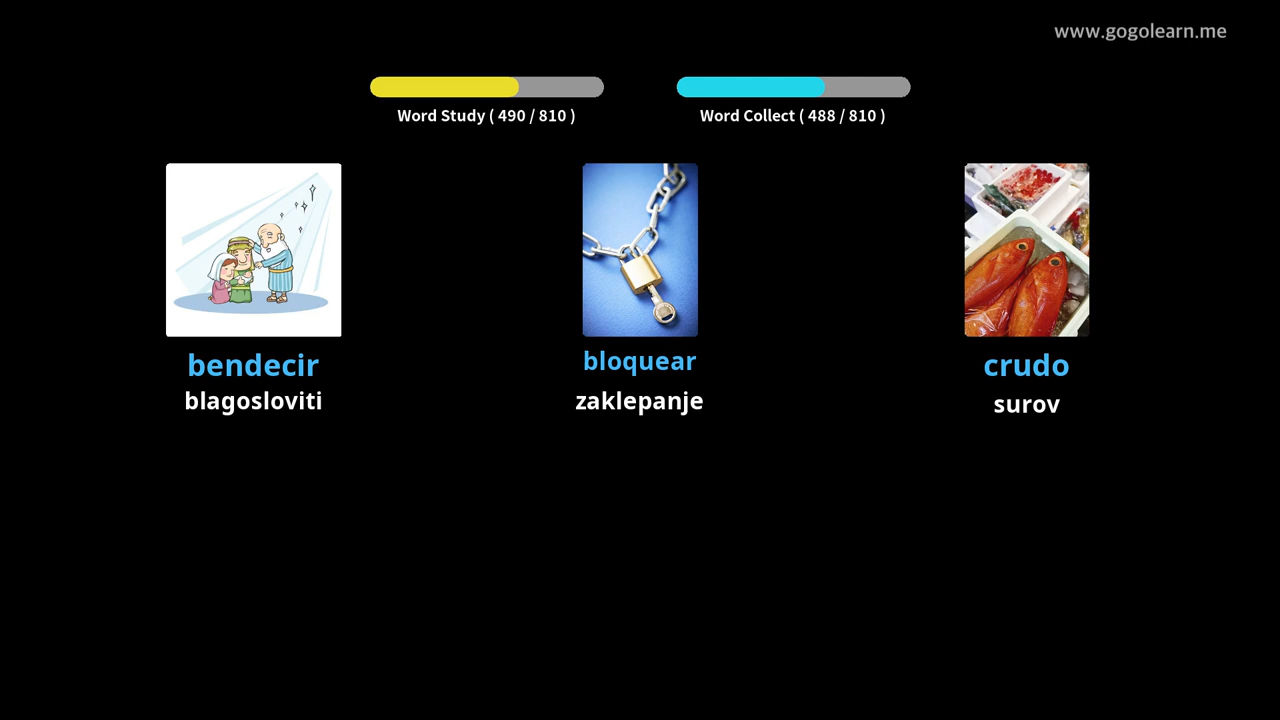 www.gogolearn.me
Word Study ( 490 / 810 )
Word Collect ( 488 / 810 )
bendecir
blagosloviti
bloquear
zaklepanje
crudo
surov